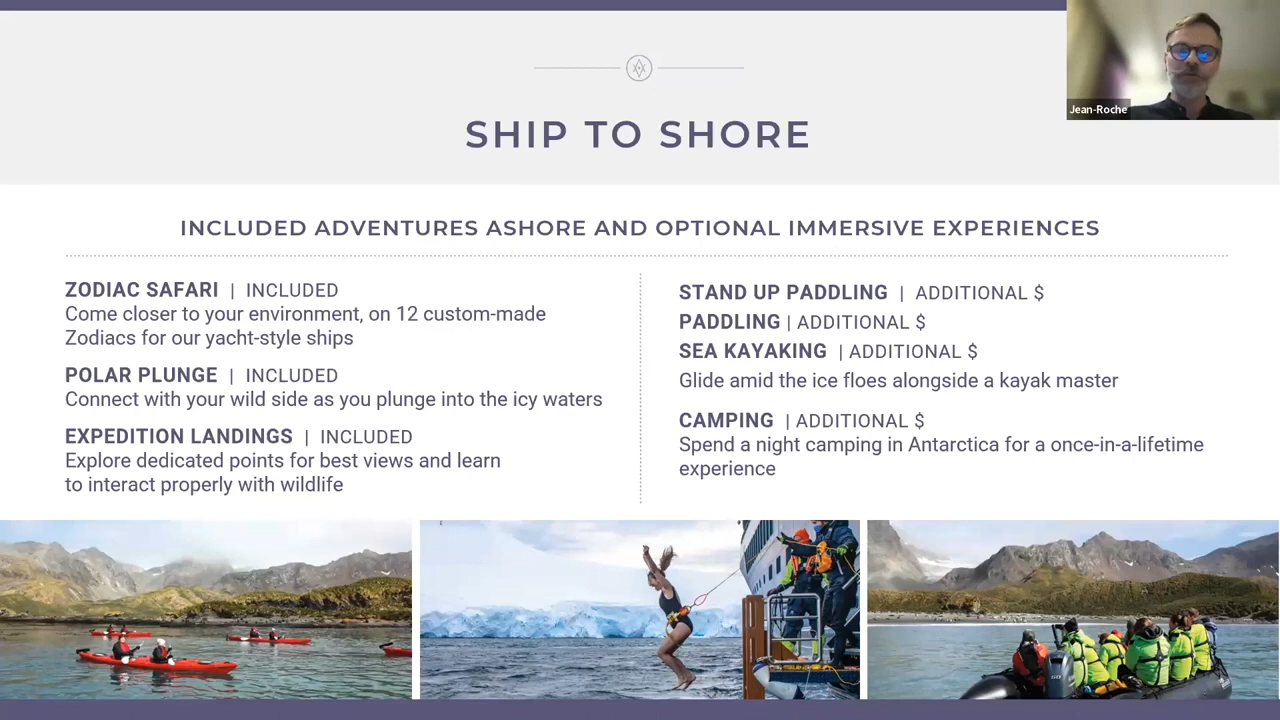 Jean-Roche
SHIP TO SHORE
INCLUDED ADVENTURES ASHORE AND OPTIONAL IMMERSIVE EXPERIENCES
ZODIAC SAFARI | INCLUDED
Come closer to your environment, on 12 custom-made
Zodiacs for our yacht-style ships
POLAR PLUNGE | INCLUDED
Connect with your wild side as you plunge into the icy waters
EXPEDITION LANDINGS | INCLUDED
Explore dedicated points for best views and learn
to interact properly with wildlife
STAND UP PADDLING | ADDITIONAL $
PADDLING | ADDITIONAL $
SEA KAYAKING | ADDITIONAL $
Glide amid the ice floes alongside a kayak master
CAMPING | ADDITIONAL $
Spend a night camping in Antarctica for a once-in-a-lifetime
experience